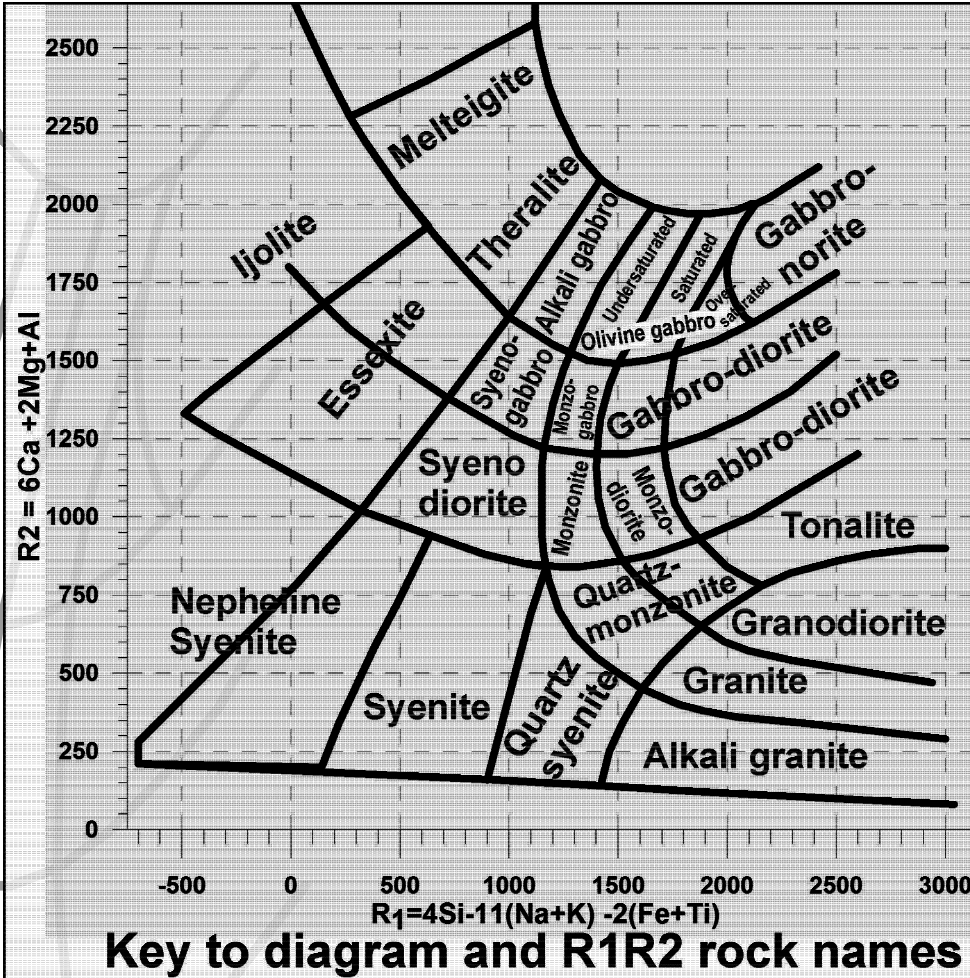 2500
2250
2000
1750
1500
1250
1000
750
500
250
0
R2 = 6Ca +2Mg+Al
Melteigite
Theralite
Ijolite
Essexite
Alkali gabbro
Undersaturated
Saturated
Over-
saturated
Gabbro-
norite
Olivine gabbro
Syeno-
gabbro
Monzo-
gabbro
Gabbro-diorite
Gabbro-diorite
Syeno
diorite
Monzonite
Monzo-
diorite
Tonalite
Quartz-
monzonite
Nepheline
Syenite
Granodiorite
Syenite
Quartz
syenite
Granite
Alkali granite
-500
0
500
1000
1500
2000
2500
3000
R1=4Si-11(Na+K) -2(Fe+Ti)
Key to diagram and R1R2 rock names